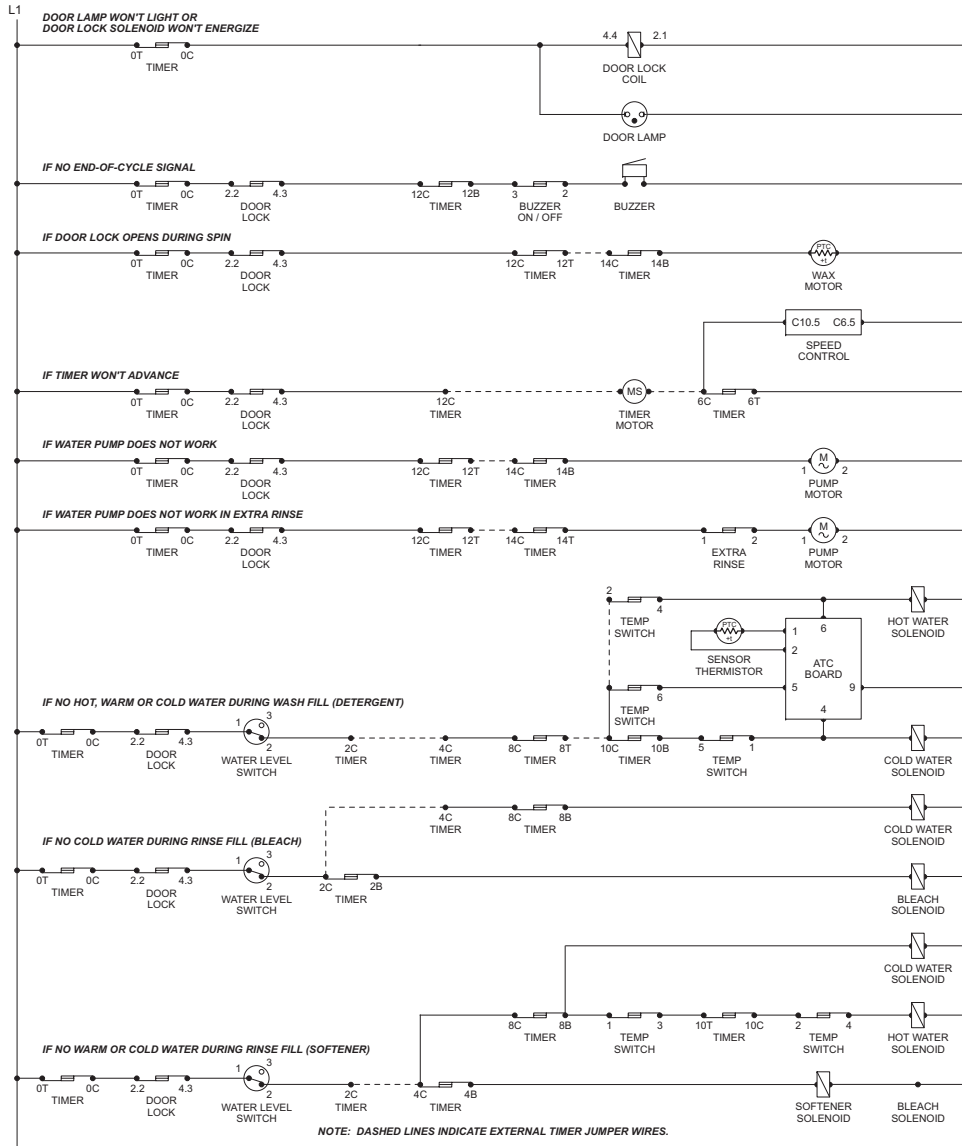 L1
DOOR LAMP WON'T LIGHT OR
DOOR LOCK SOLENOID WON'T ENERGIZE
4.4 2.1
0T 0C
TIMER
DOOR LOCK
COIL
DOOR LAMP
IF NO END-OF-CYCLE SIGNAL
0T 0C 2.2 4.3 12C 12B 3 2
TIMER DOOR LOCK TIMER BUZZER ON / OFF BUZZER
IF DOOR LOCK OPENS DURING SPIN
PTC
+t
0T 0C 2.2 4.3 12C 12T 14C 14B
TIMER DOOR LOCK TIMER TIMER WAX MOTOR
C10.5 C6.5
SPEED
CONTROL
IF TIMER WON'T ADVANCE
MS
0T 0C 2.2 4.3 12C 6C 6T
TIMER DOOR LOCK TIMER TIMER MOTOR TIMER
IF WATER PUMP DOES NOT WORK
M
0T 0C 2.2 4.3 12C 12T 14C 14B 1 2
TIMER DOOR LOCK TIMER TIMER PUMP MOTOR
IF WATER PUMP DOES NOT WORK IN EXTRA RINSE
M
0T 0C 2.2 4.3 12C 12T 14C 14T 1 2 1 2
TIMER DOOR LOCK TIMER TIMER EXTRA RINSE PUMP MOTOR
2 4
TEMP
SWITCH
HOT WATER
SOLENOID
PTC
+t
SENSOR
THERMISTOR
1 6
2
ATC
BOARD
5 9
4
6
TEMP
SWITCH
IF NO HOT, WARM OR COLD WATER DURING WASH FILL (DETERGENT)
1 3
0T 0C 2.2 4.3 2 2C 4C 8C 8T 10C 10B 5 1
TIMER DOOR LOCK WATER LEVEL SWITCH TIMER TIMER TIMER TIMER TEMP SWITCH COLD WATER SOLENOID
4C 8C 8B
TIMER TIMER COLD WATER SOLENOID
IF NO COLD WATER DURING RINSE FILL (BLEACH)
1 3
0T 0C 2.2 4.3 2 2C 2B
TIMER DOOR LOCK WATER LEVEL SWITCH TIMER BLEACH SOLENOID
COLD WATER
SOLENOID
8C 8B 1 3 10T 10C 2 4
TIMER TEMP SWITCH TIMER TEMP SWITCH HOT WATER SOLENOID
IF NO WARM OR COLD WATER DURING RINSE FILL (SOFTENER)
1 3
0T 0C 2.2 4.3 2 2C 4C 4B
TIMER DOOR LOCK WATER LEVEL SWITCH TIMER TIMER SOFTENER SOLENOID BLEACH SOLENOID
NOTE: DASHED LINES INDICATE EXTERNAL TIMER JUMPER WIRES.